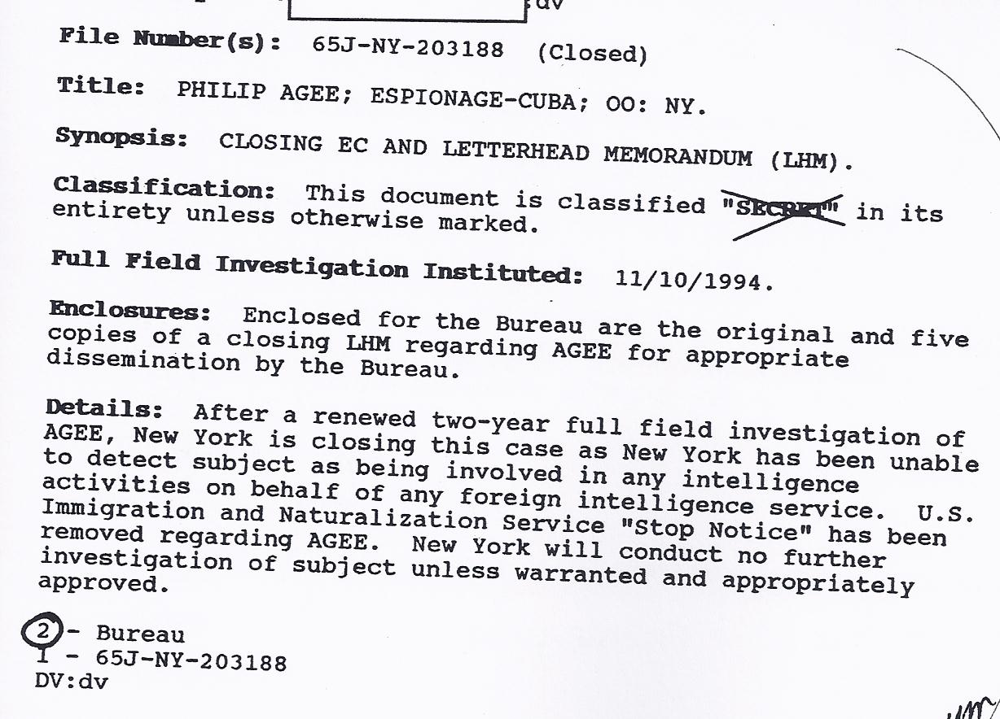 :dv
File Number(s): 65J-NY-203188 (Closed)
Title: PHILIP AGEE; ESPIONAGE-CUBA; OO: NY.
Synopsis: CLOSING EC AND LETTERHEAD MEMORANDUM (LHM).
Classification: This document is classified "SECRET" in its
entirety unless otherwise marked.
Full Field Investigation Instituted: 11/10/1994.
Enclosures: Enclosed for the Bureau are the original and five
copies of a closing LHM regarding AGEE for appropriate
dissemination by the Bureau.
Details: After a renewed two-year full field investigation of
AGEE, New York is closing this case as New York has been unable
to detect subject as being involved in any intelligence
activities on behalf of any foreign intelligence service. U.S.
Immigration and Naturalization Service "Stop Notice" has been
removed regarding AGEE. New York will conduct no further
investigation of subject unless warranted and appropriately
approved.
2 - Bureau
1 - 65J-NY-203188
DV:dv